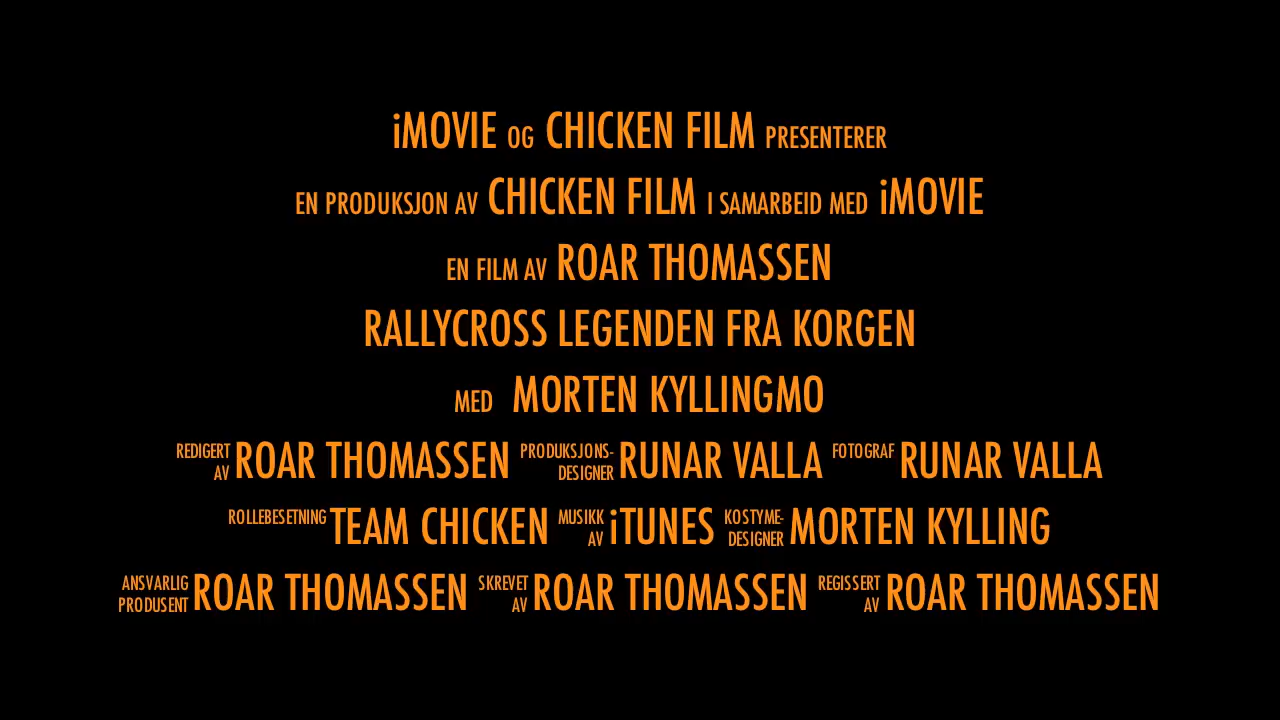 iMOVIE OG CHICKEN FILM PRESENTERER
EN PRODUKSJON AV CHICKEN FILM I SAMARBEID MED iMOVIE
EN FILM AV ROAR THOMASSEN
RALLYCROSS LEGENDEN FRA KORGEN
MED MORTEN KYLLINGMO
REDIGERT AV ROAR THOMASSEN PRODUKSJONS-DESIGNER RUNAR VALLA FOTOGRAF RUNAR VALLA
ROLLEBESETNING TEAM CHICKEN MUSIKK AV iTUNES KOSTYME-DESIGNER MORTEN KYLLING
ANSVARLIG PRODUSENT ROAR THOMASSEN SKREVET AV ROAR THOMASSEN REGISSERT AV ROAR THOMASSEN